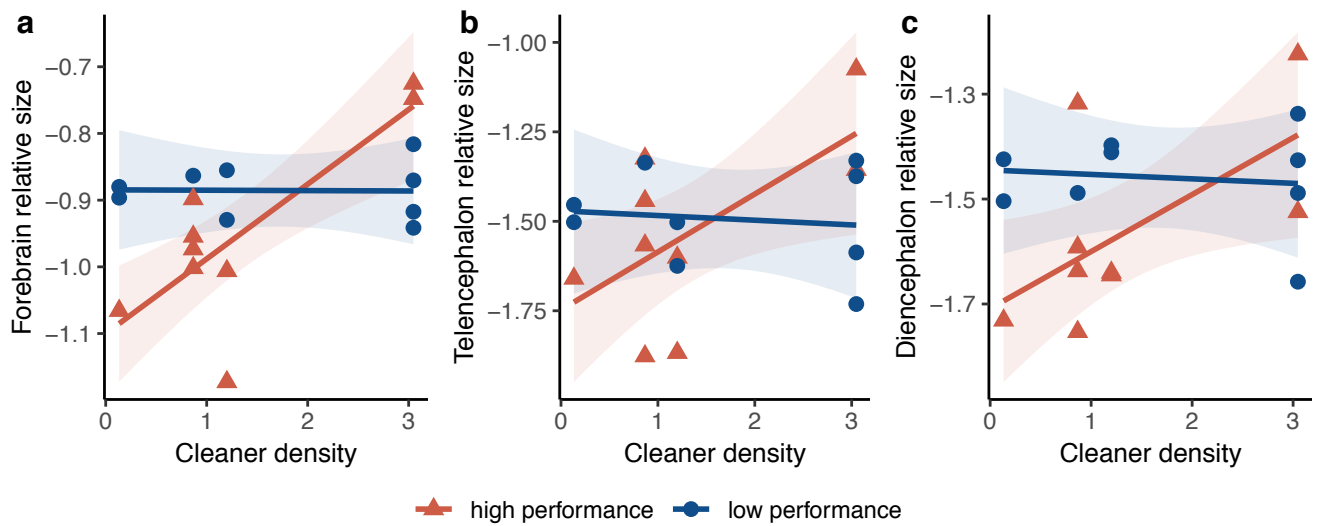 a
Forebrain relative size
−0.7
−0.8
−0.9
−1.0
−1.1
0 1 2 3
Cleaner density
b
Telencephalon relative size
−1.00
−1.25
−1.50
−1.75
0 1 2 3
Cleaner density
c
Diencephalon relative size
−1.3
−1.5
−1.7
0 1 2 3
Cleaner density
high performance low performance